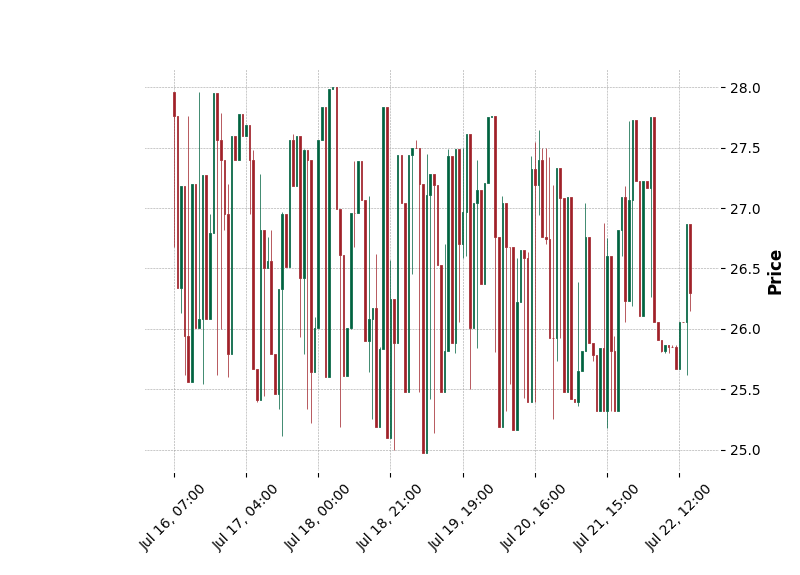 28.0
27.5
27.0
26.5
26.0
25.5
25.0
Price
Jul 16, 07:00
Jul 17, 04:00
Jul 18, 00:00
Jul 18, 21:00
Jul 19, 19:00
Jul 20, 16:00
Jul 21, 15:00
Jul 22, 12:00